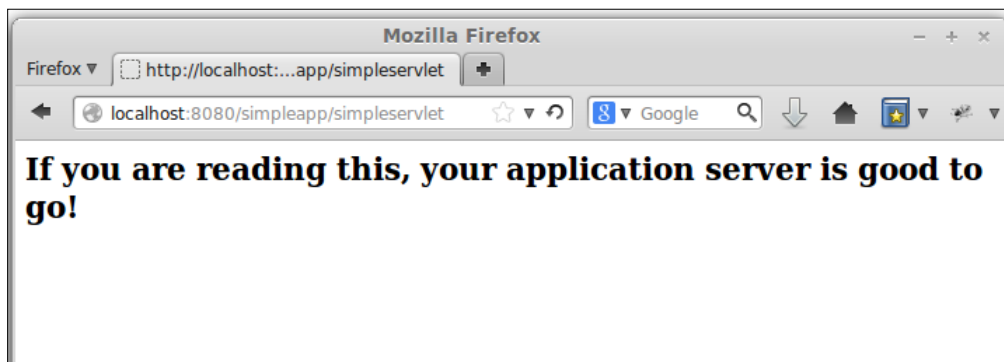 Mozilla Firefox
Firefox
http://localhost:...app/simpleservlet
localhost:8080/simpleapp/simpleservlet
8 Google
If you are reading this, your application server is good to
go!